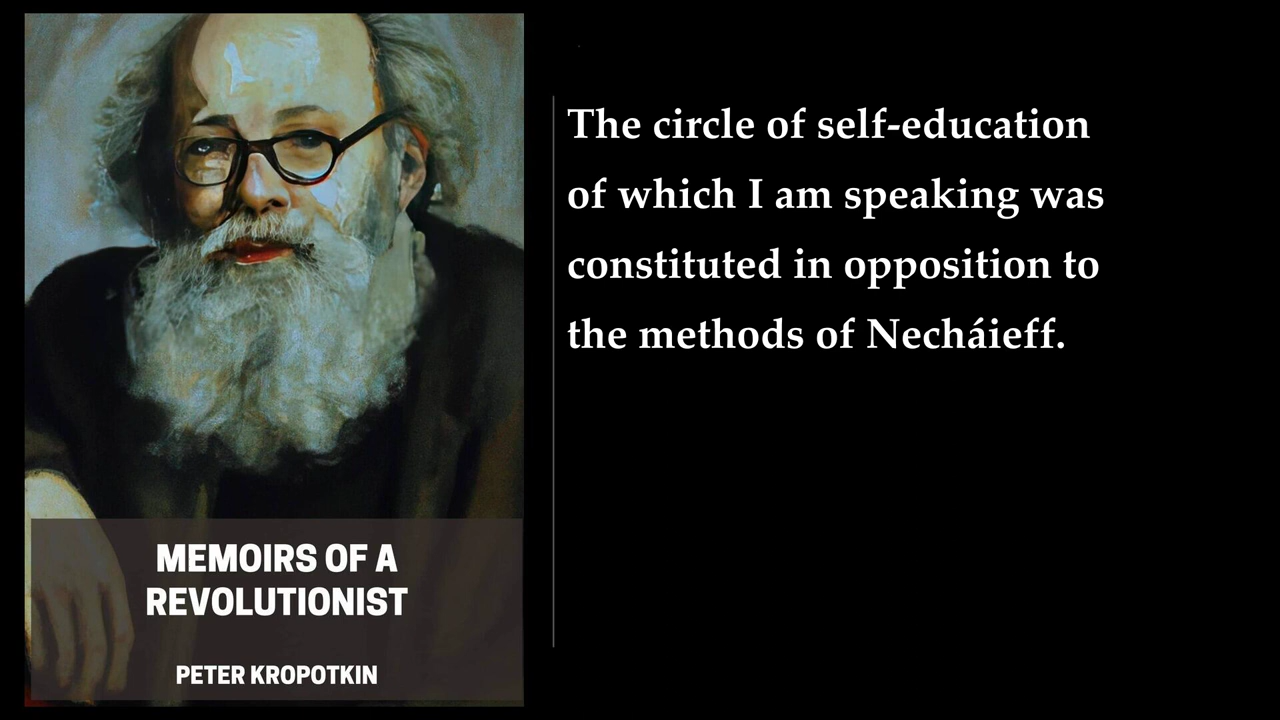 MEMOIRS OF A
REVOLUTIONIST
PETER KROPOTKIN
The circle of self-education
of which I am speaking was
constituted in opposition to
the methods of Necháieff.